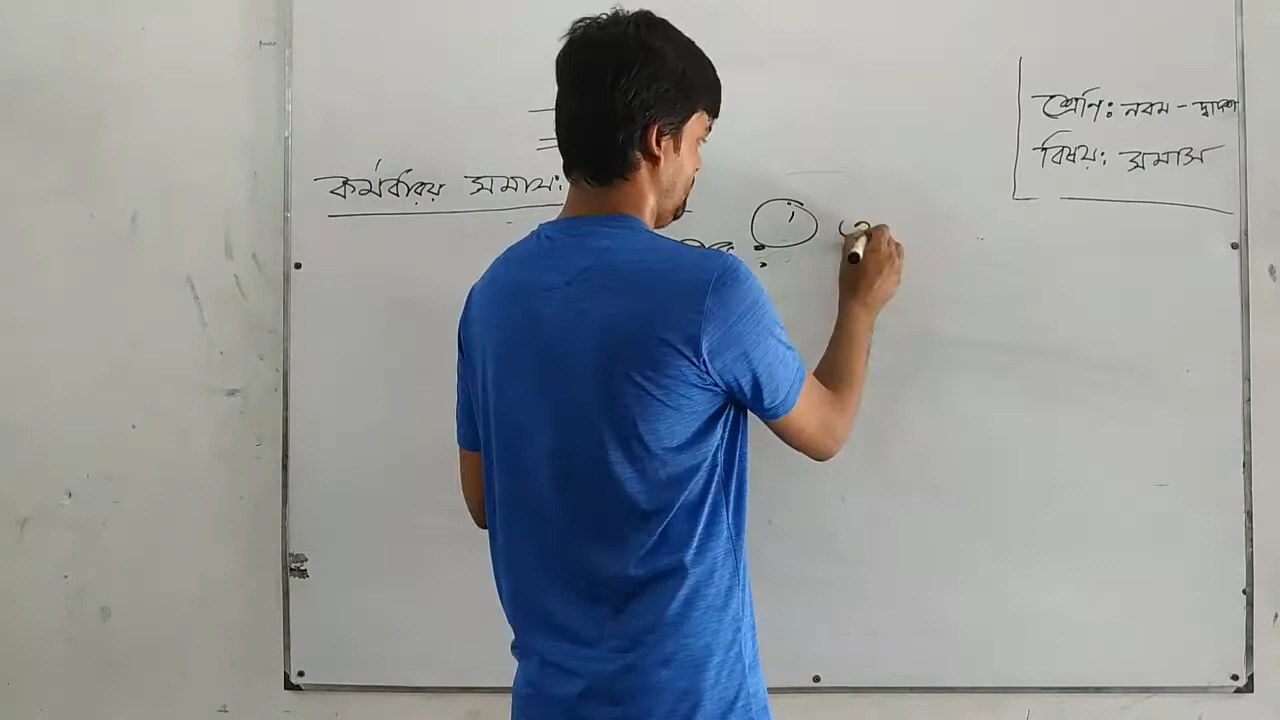 শ্রেণি: নবম - দ্বাদশ
বিষয়: সমাস
কর্মধারয় সমাস: